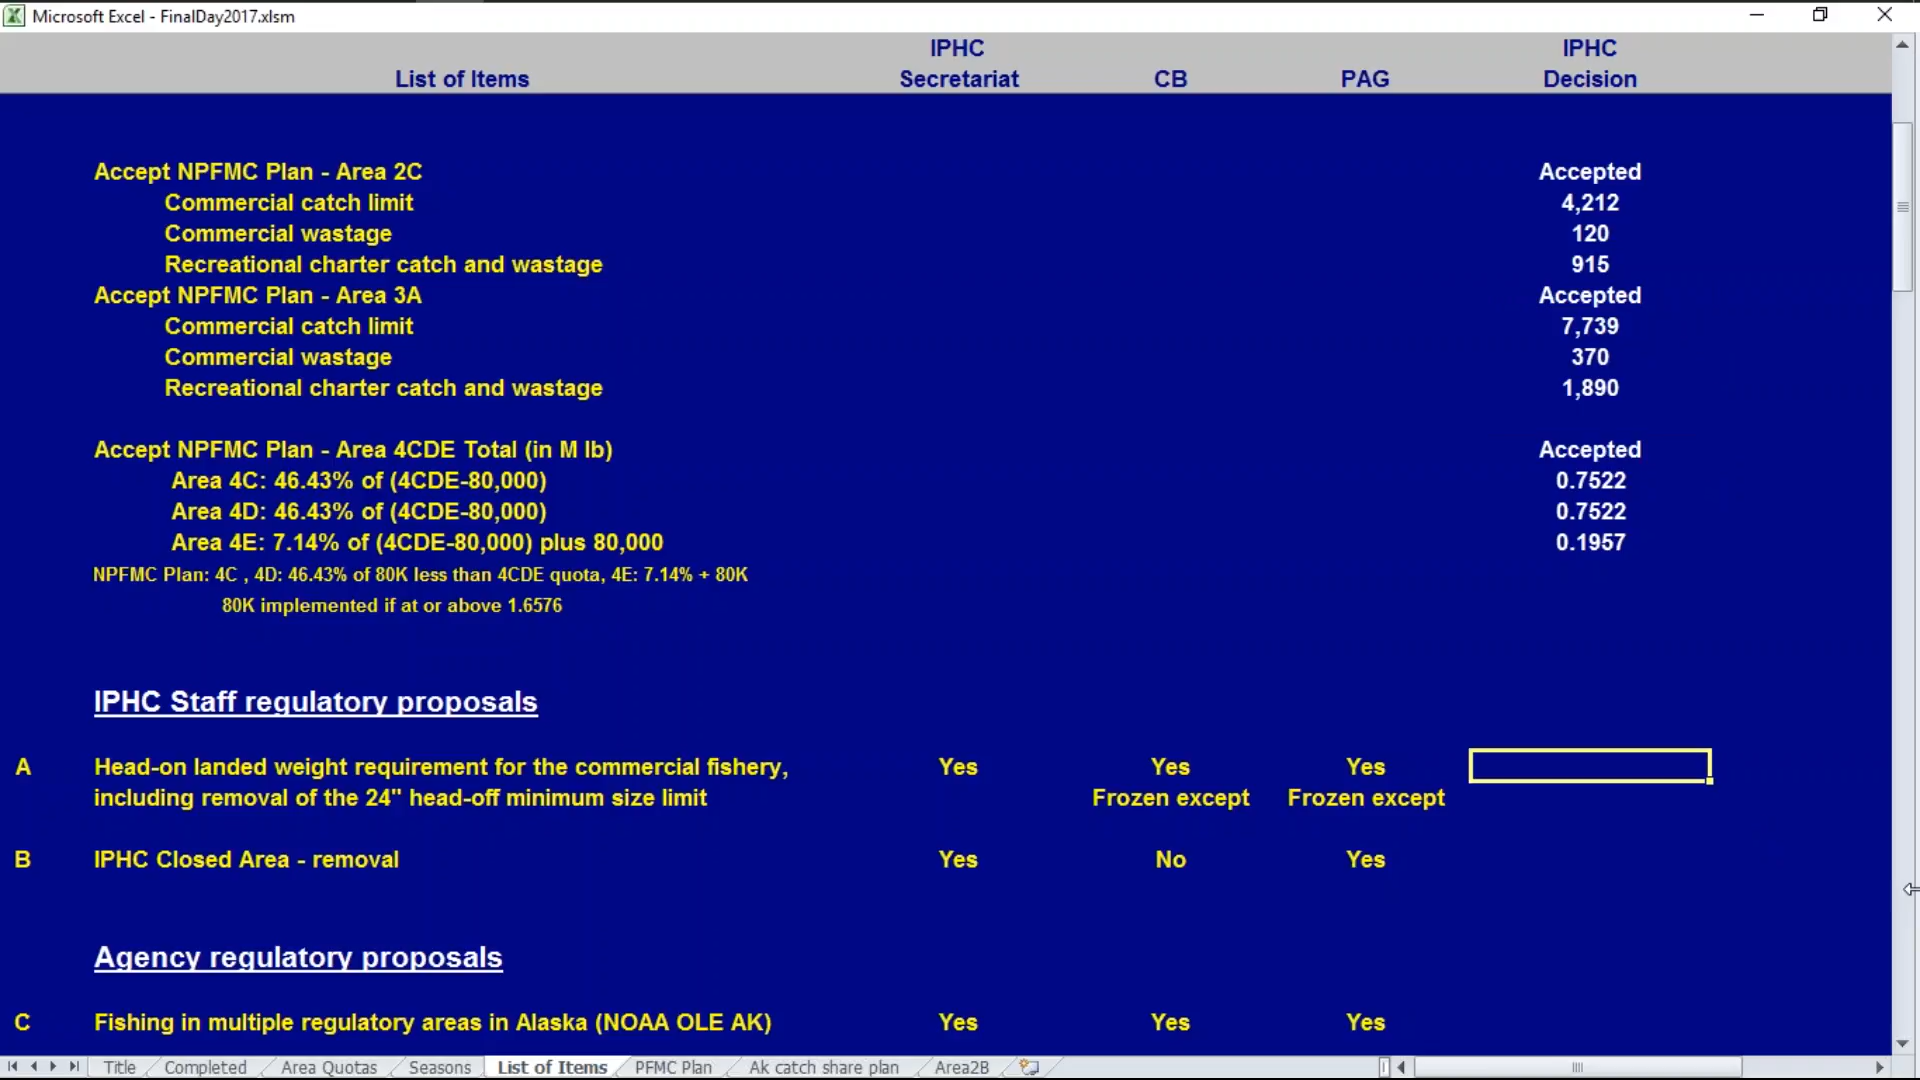 Microsoft Excel - FinalDay2017.xlsm
IPHC IPHC
List of Items Secretariat CB PAG Decision
Accept NPFMC Plan - Area 2C Accepted
Commercial catch limit 4,212
Commercial wastage 120
Recreational charter catch and wastage 915
Accept NPFMC Plan - Area 3A Accepted
Commercial catch limit 7,739
Commercial wastage 370
Recreational charter catch and wastage 1,890
Accept NPFMC Plan - Area 4CDE Total (in M lb) Accepted
Area 4C: 46.43% of (4CDE-80,000) 0.7522
Area 4D: 46.43% of (4CDE-80,000) 0.7522
Area 4E: 7.14% of (4CDE-80,000) plus 80,000 0.1957
NPFMC Plan: 4C , 4D: 46.43% of 80K less than 4CDE quota, 4E: 7.14% + 80K
80K implemented if at or above 1.6576
IPHC Staff regulatory proposals
A Head-on landed weight requirement for the commercial fishery, Yes Yes Yes
including removal of the 24" head-off minimum size limit Frozen except Frozen except
B IPHC Closed Area - removal Yes No Yes
Agency regulatory proposals
C Fishing in multiple regulatory areas in Alaska (NOAA OLE AK) Yes Yes Yes
Title Completed Area Quotas Seasons List of Items PFMC Plan Ak catch share plan Area2B